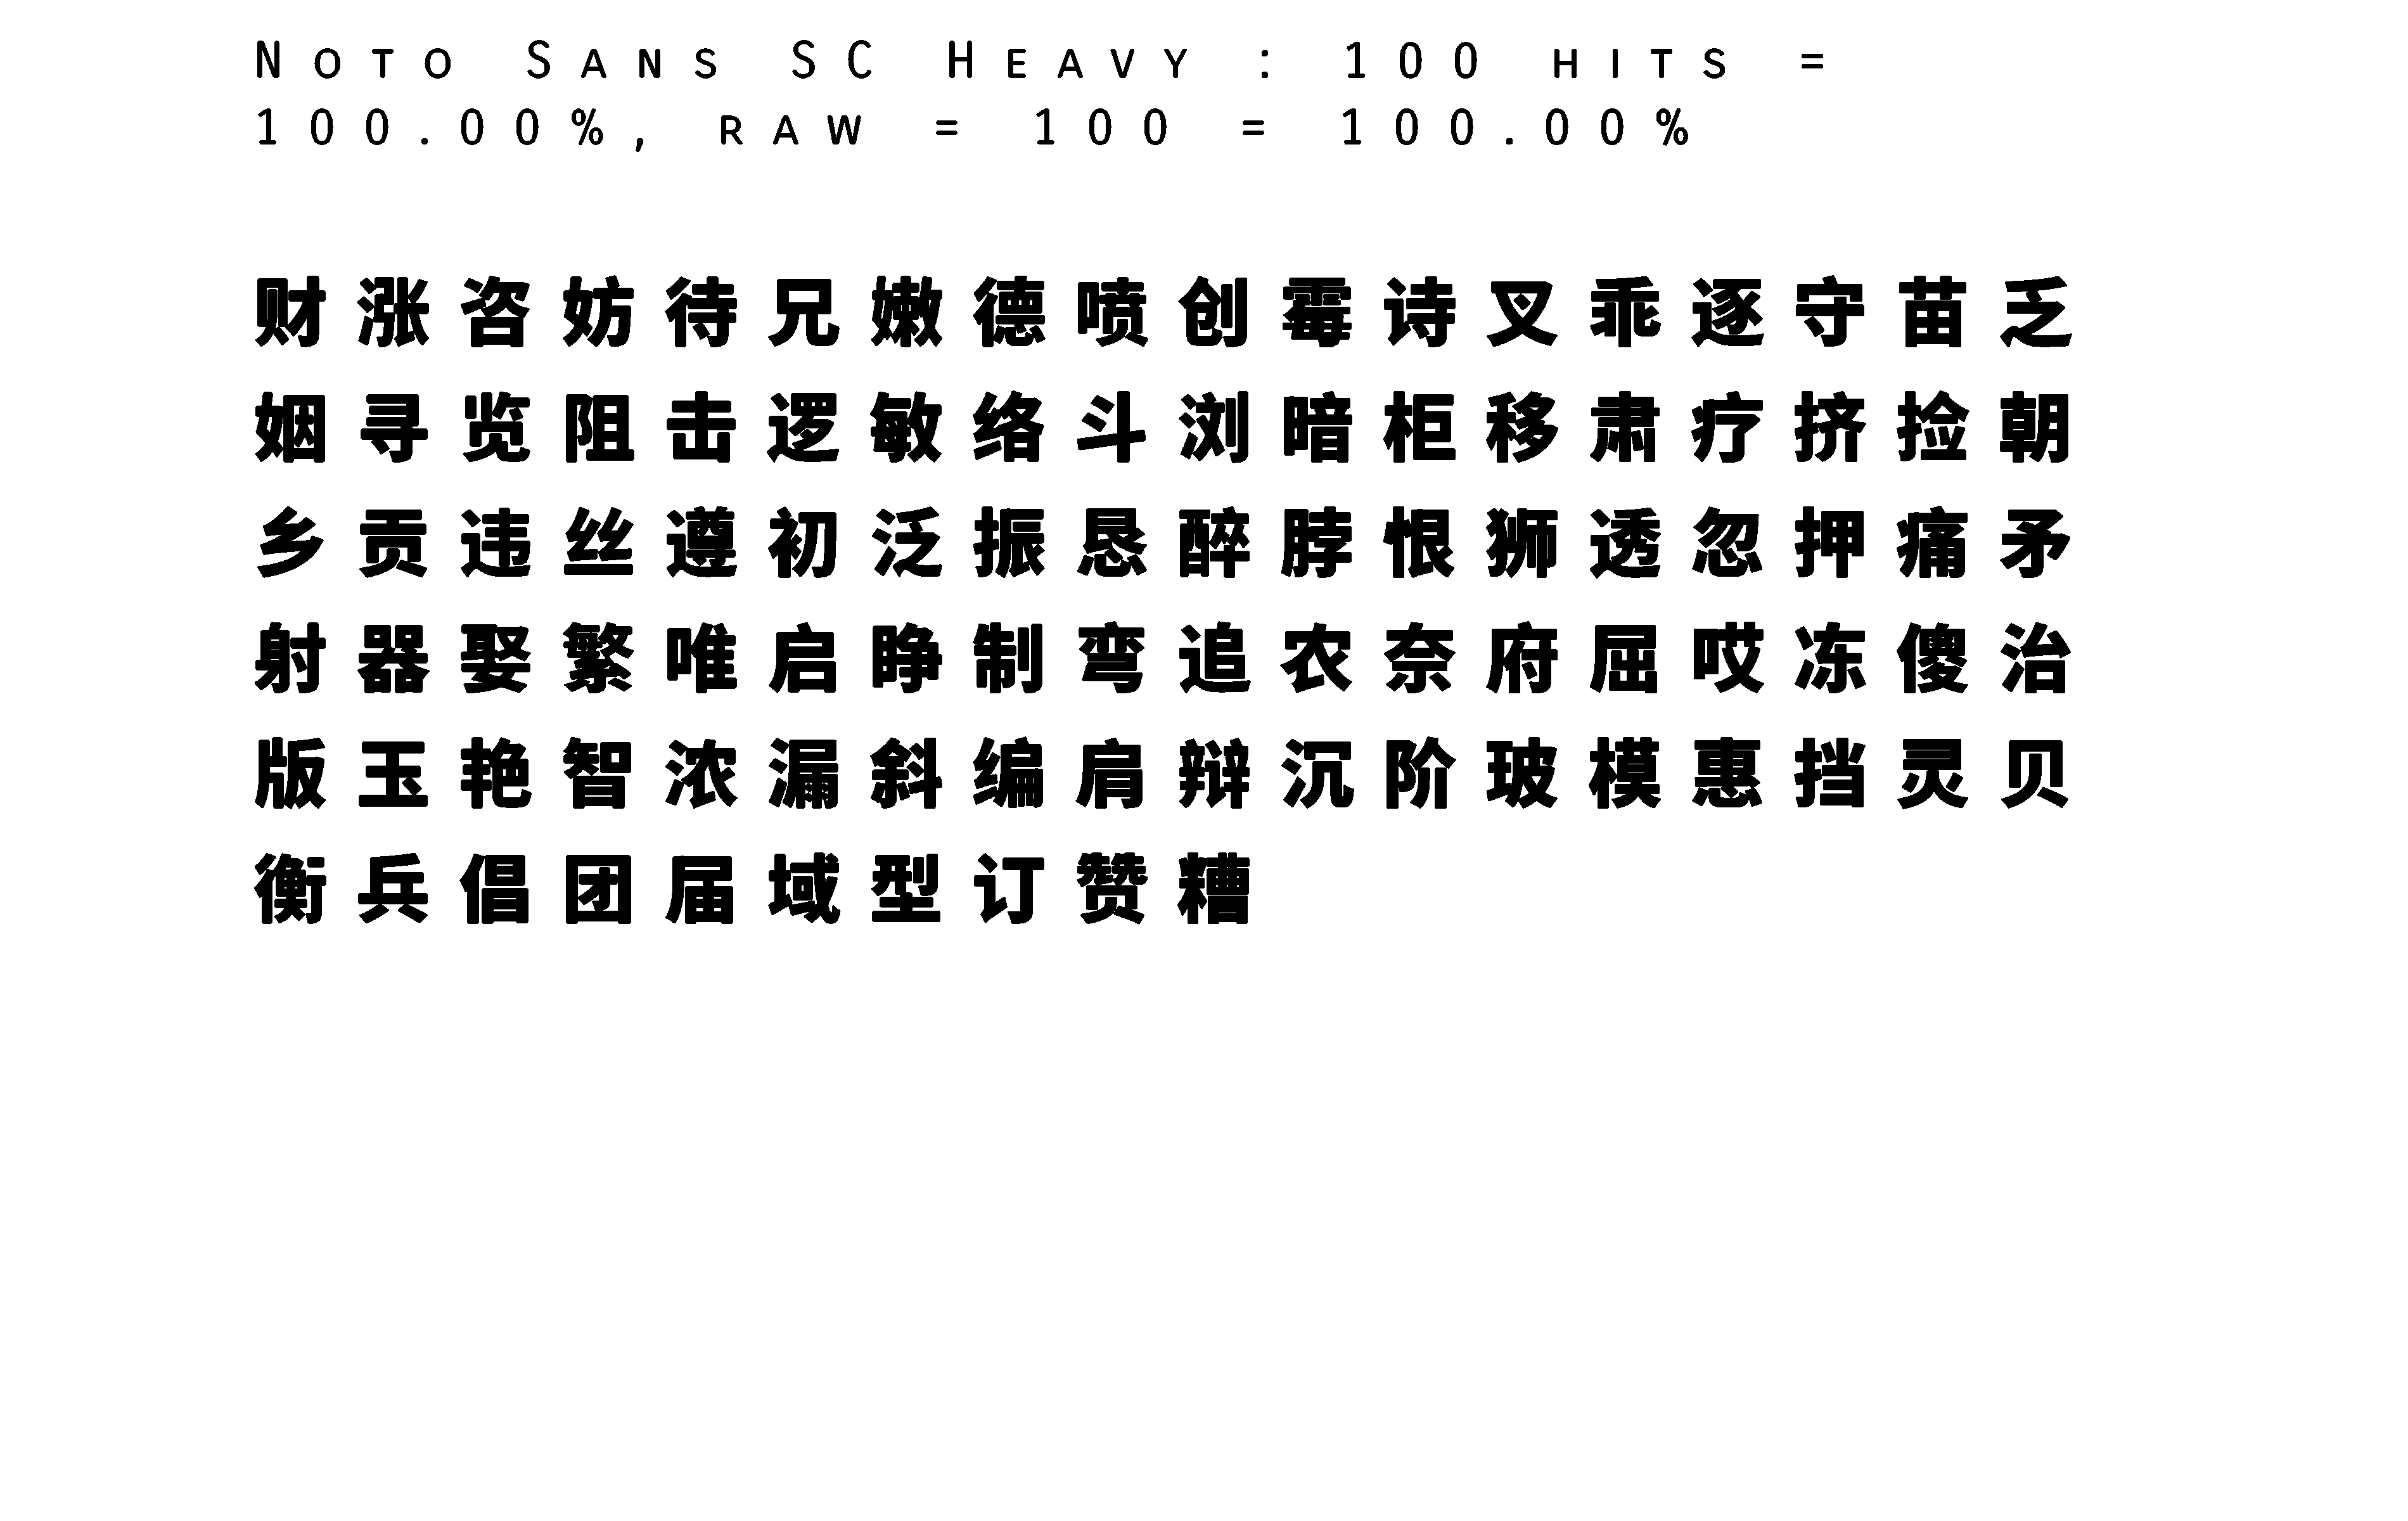 Noto Sans SC Heavy : 100 hits =
100.00%, raw = 100 = 100.00%
财涨咨妨待兄嫩德喷创霉诗叉乖逐守苗乏
姻寻览阻击逻敏络斗浏暗柜移肃疗挤捡朝
乡贡违丝遵初泛振恳醉脖恨狮透忽押痛矛
射器娶繁唯启睁制弯追农奈府屈哎冻傻治
版玉艳智浓漏斜编肩辩沉阶玻模惠挡灵贝
衡兵倡团届域型订赞糟